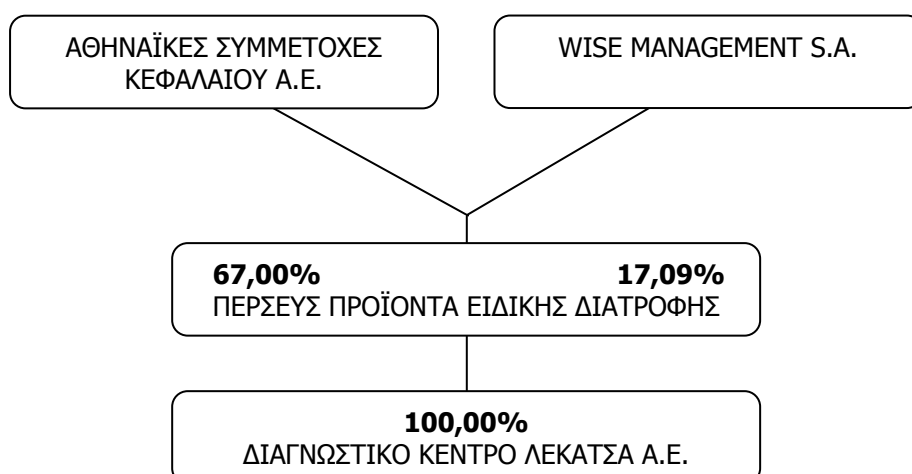 ΑΘΗΝΑΪΚΕΣ ΣΥΜΜΕΤΟΧΕΣ
ΚΕΦΑΛΑΙΟΥ Α.Ε.
WISE MANAGEMENT S.A.
67,00% 17,09%
ΠΕΡΣΕΥΣ ΠΡΟΪΟΝΤΑ ΕΙΔΙΚΗΣ ΔΙΑΤΡΟΦΗΣ
100,00%
ΔΙΑΓΝΩΣΤΙΚΟ ΚΕΝΤΡΟ ΛΕΚΑΤΣΑ Α.Ε.